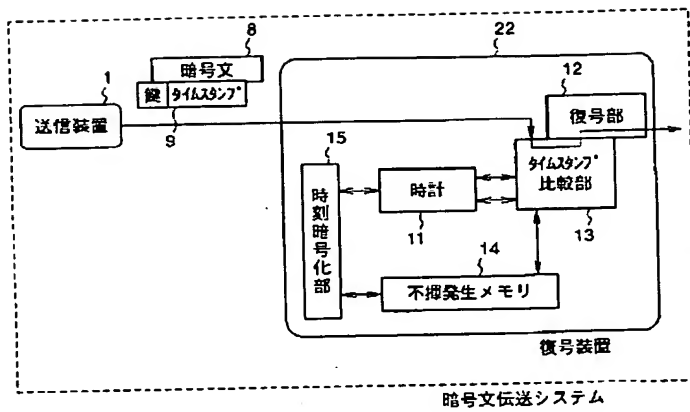 8
22
暗号文
鍵 タイムスタンプ
9
1
送信装置
12
復号部
タイムスタンプ
比較部
13
15
時刻暗号化部
時計
11
14
不揮発生メモリ
復号装置
暗号文伝送システム